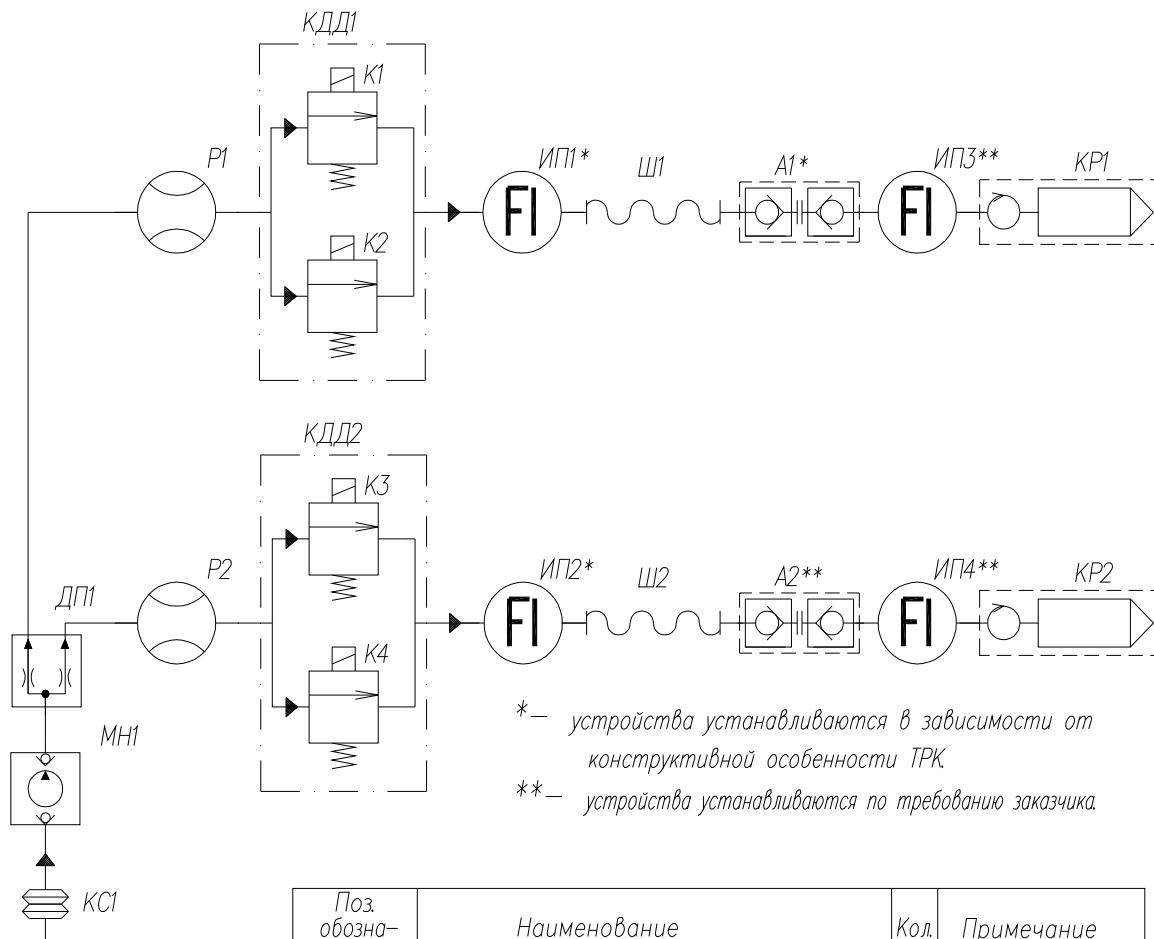 КДД1
К1
Р1
ИП1*
Ш1
А1*
ИП3**
КР1
FI
FI
К2
КДД2
К3
Р2
ИП2*
Ш2
А2**
ИП4**
КР2
ДП1
FI
FI
К4
МН1
*— устройства устанавливаются в зависимости от
конструктивной особенности ТРК.
**— устройства устанавливаются по требованию заказчика.
КС1
Поз.
обозна-
Наименование
Кол.
Примечание